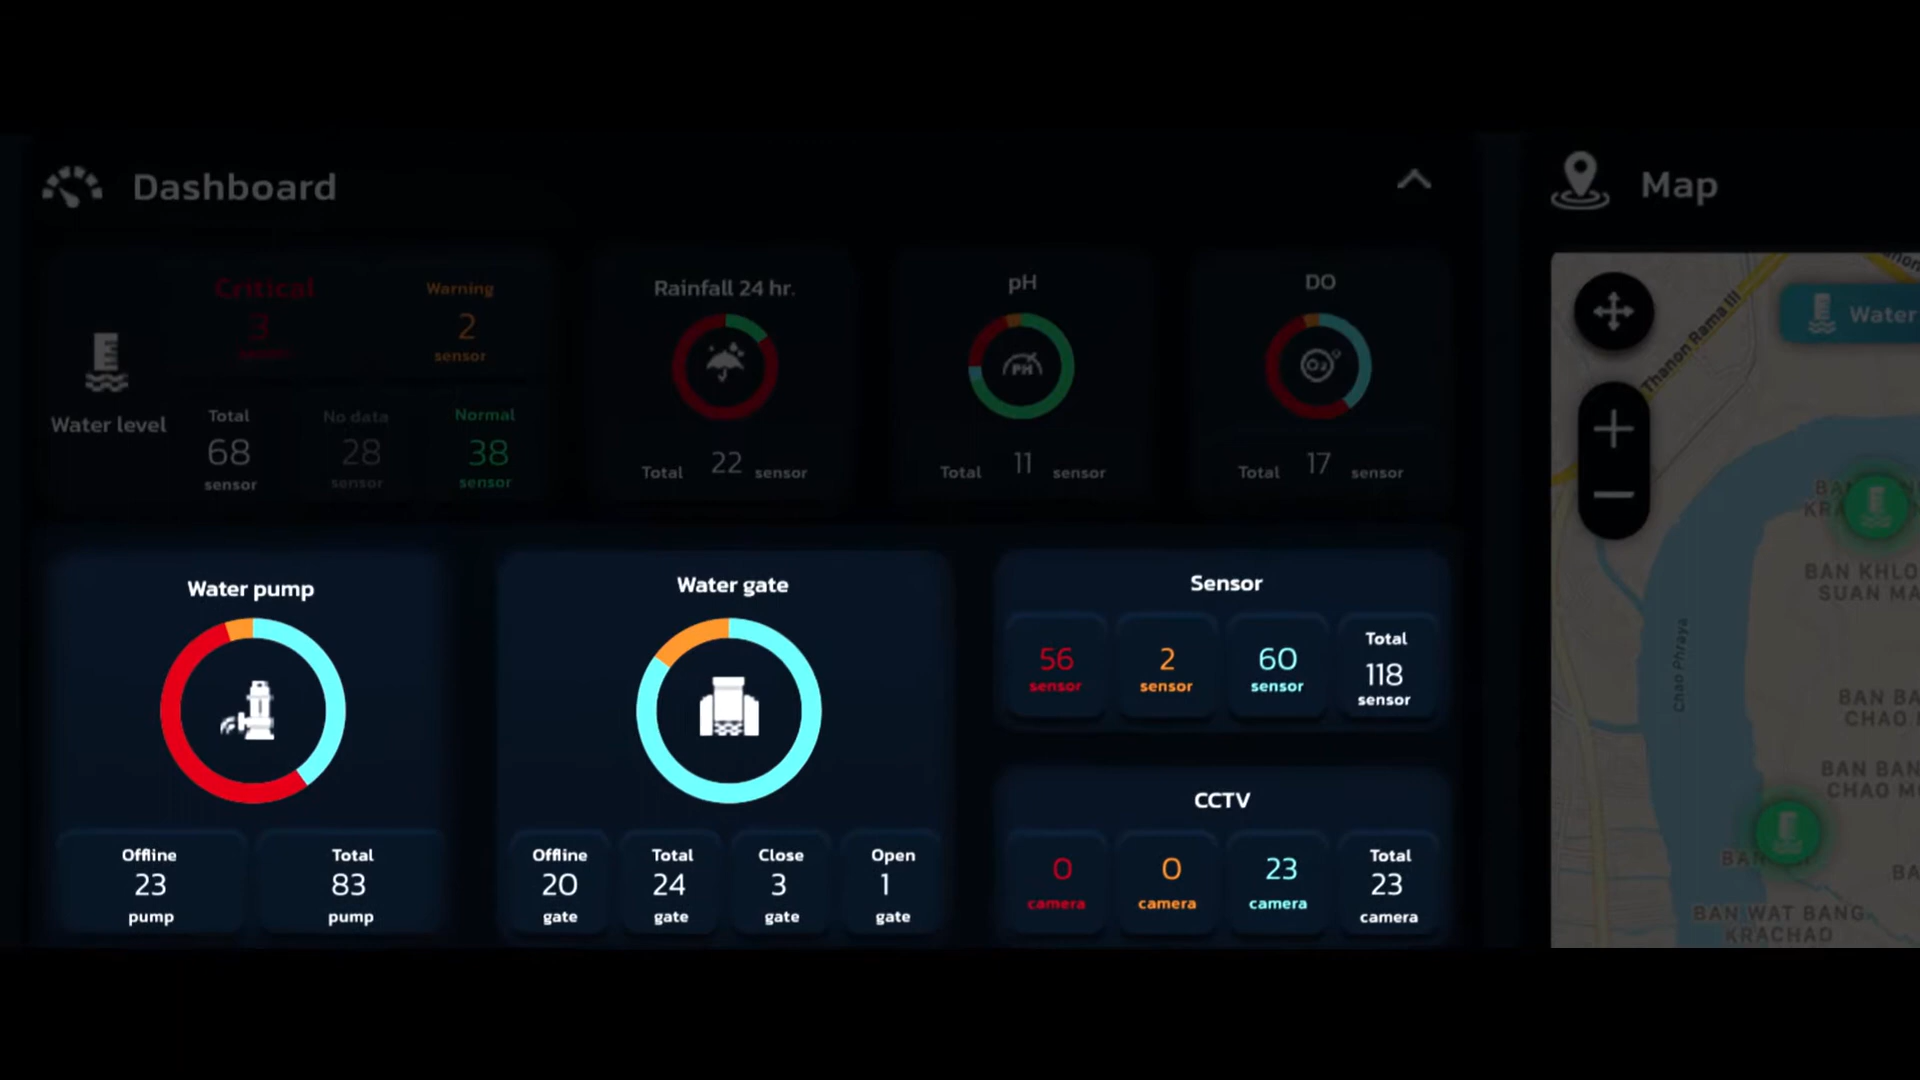 Dashboard
Critical
3
Warning
2
sensor
Water level
Total
68
sensor
No data
28
sensor
Normal
38
sensor
Rainfall 24 hr.
Total 22 sensor
pH
PH
Total 11 sensor
DO
O2
Total 17 sensor
Water pump
Offline
23
pump
Total
83
pump
Water gate
Offline
20
gate
Total
24
gate
Close
3
gate
Open
1
gate
Sensor
56
sensor
2
sensor
60
sensor
Total
118
sensor
CCTV
0
camera
0
camera
23
camera
Total
23
camera
Map
Water
Thanon Rama III
Chao Phraya
BAN KHLO
SUAN MA
BAN BA
CHAO
BAN BAN
CHAO M
BAN WAT BANG
KRACHAO